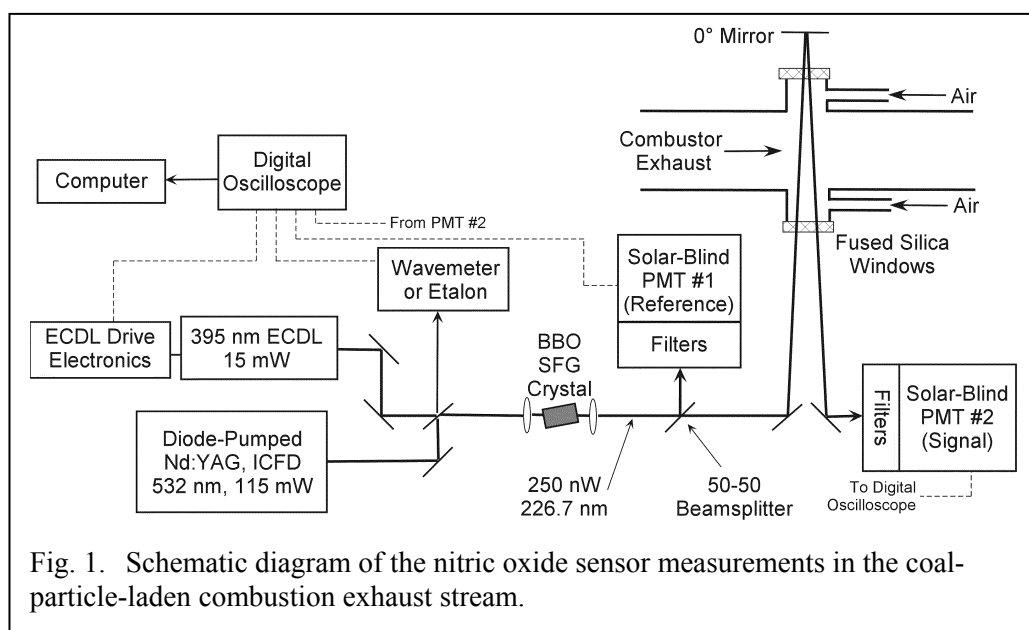 0° Mirror
Air
Combustor
Exhaust
Air
Fused Silica
Windows
Computer
Digital
Oscilloscope
From PMT #2
Wavemeter
or Etalon
Solar-Blind
PMT #1
(Reference)
Filters
ECDL Drive
Electronics
395 nm ECDL
15 mW
BBO
SFG
Crystal
Diode-Pumped
Nd:YAG, ICFD
532 nm, 115 mW
250 nW
226.7 nm
50-50
Beamsplitter
Filters
Solar-Blind
PMT #2
(Signal)
To Digital
Oscilloscope
Fig. 1. Schematic diagram of the nitric oxide sensor measurements in the coal-
particle-laden combustion exhaust stream.